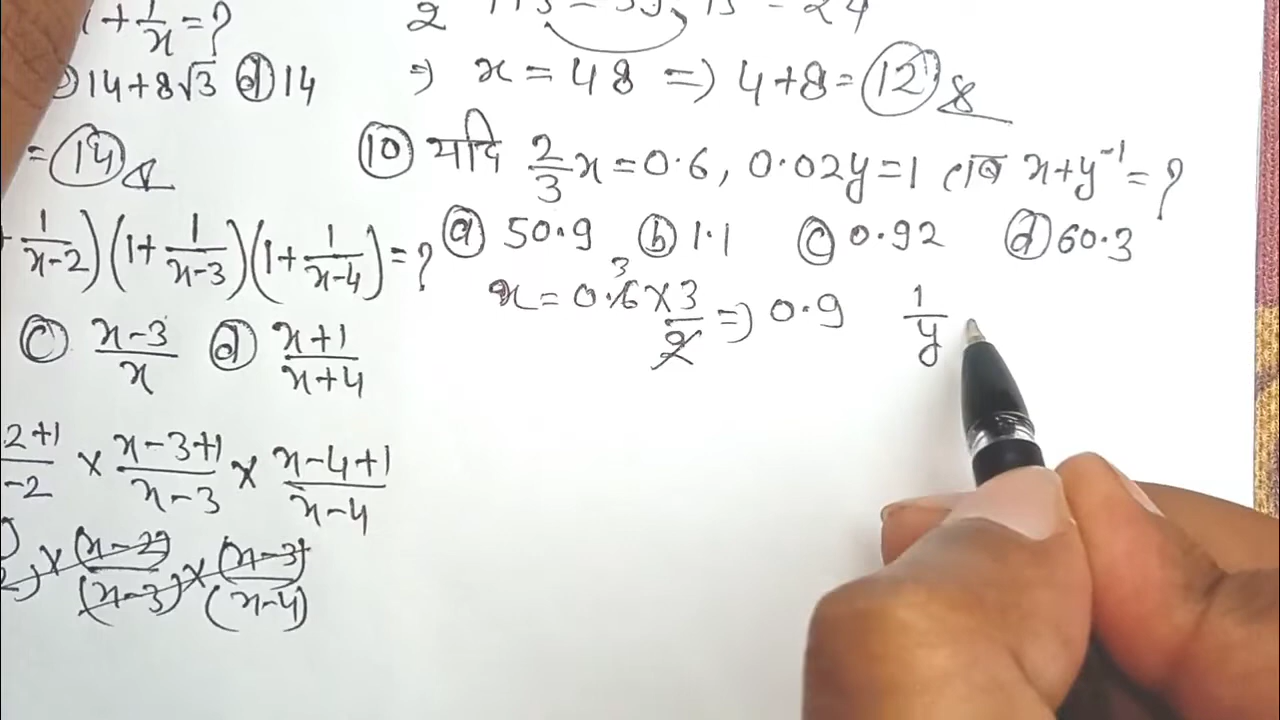 + 1/x = ?
14+8√3 (d) 14
= 14
(1/(x-2))(1+1/(x-3))(1+1/(x-4)) = ?
(c) (x-3)/x (d) (x+1)/(x+4)
2+1/-2 × (x-3+1)/(x-3) × (x-4+1)/(x-4)
× (x-2)/(x-3) × (x-3)/(x-4)
2
⇒ x = 48 ⇒ 4+8 = 12
(10) यदि 2/3 x = 0.6, 0.02y = 1 x+y⁻¹ = ?
(a) 50.9 (b) 1.1 (c) 0.92 (d) 60.3
x = 0.6 × 3/2 ⇒ 0.9 1/y
3